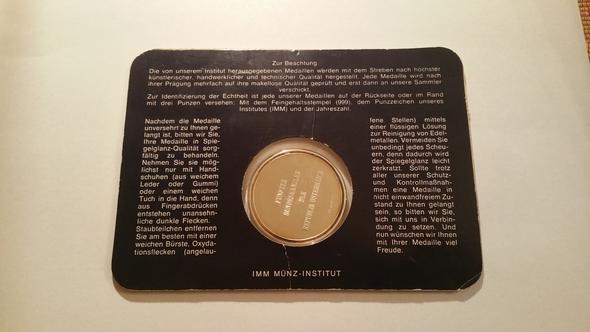 Zur Beachtung
Die von unserem Institut herausgegebenen Medaillen werden mit dem Streben nach höchster
künstlerischer, handwerklicher und technischer Qualität hergestellt. Jede Medaille wird nach
ihrer Prägung mehrfach auf ihre makellose Qualität geprüft und erst dann an unsere Sammler
verschickt.
Zur Identifizierung der Echtheit ist jede unserer Medaillen auf der Rückseite oder im Rand
mit drei Punzen versehen: Mit dem Feingehaltsstempel (999), dem Punzzeichen unseres
Institutes (IMM) und der Jahreszahl.
Nachdem die Medaille
unversehrt zu Ihnen ge-
langt ist, bitten wir Sie,
Ihre Medaille in Spie-
gelglanz-Qualität sorg-
fältig zu behandeln.
Nehmen Sie sie mög-
lichst nur mit Hand-
schuhen (aus weichem
Leder oder Gummi)
oder einem weichen
Tuch in die Hand, denn
aus Fingerabdrücken
entstehen unansehn-
liche dunkle Flecken.
Staubteilchen entfernen
Sie am besten mit einer
weichen Bürste, Oxyda-
tionsflecken (angelau-
fene Stellen) mittels
einer flüssigen Lösung
zur Reinigung von Edel-
metallen. Vermeiden Sie
unbedingt jedes Scheu-
ern, denn dadurch wird
der Spiegelglanz leicht
zerkratzt. Sollte trotz
aller unserer Schutz-
und Kontrollmaßnah-
men eine Medaille in
nicht einwandfreiem Zu-
stand zu Ihnen gelangt
sein, so bitten wir Sie,
sich mit uns in Verbin-
dung zu setzen. Und
nun wünschen wir Ihnen
mit Ihrer Medaille viel
Freude.
FÜNFTER
BUNDESKANZLER
DER
REPUBLIK ÖSTERREICH
IMM MÜNZ-INSTITUT